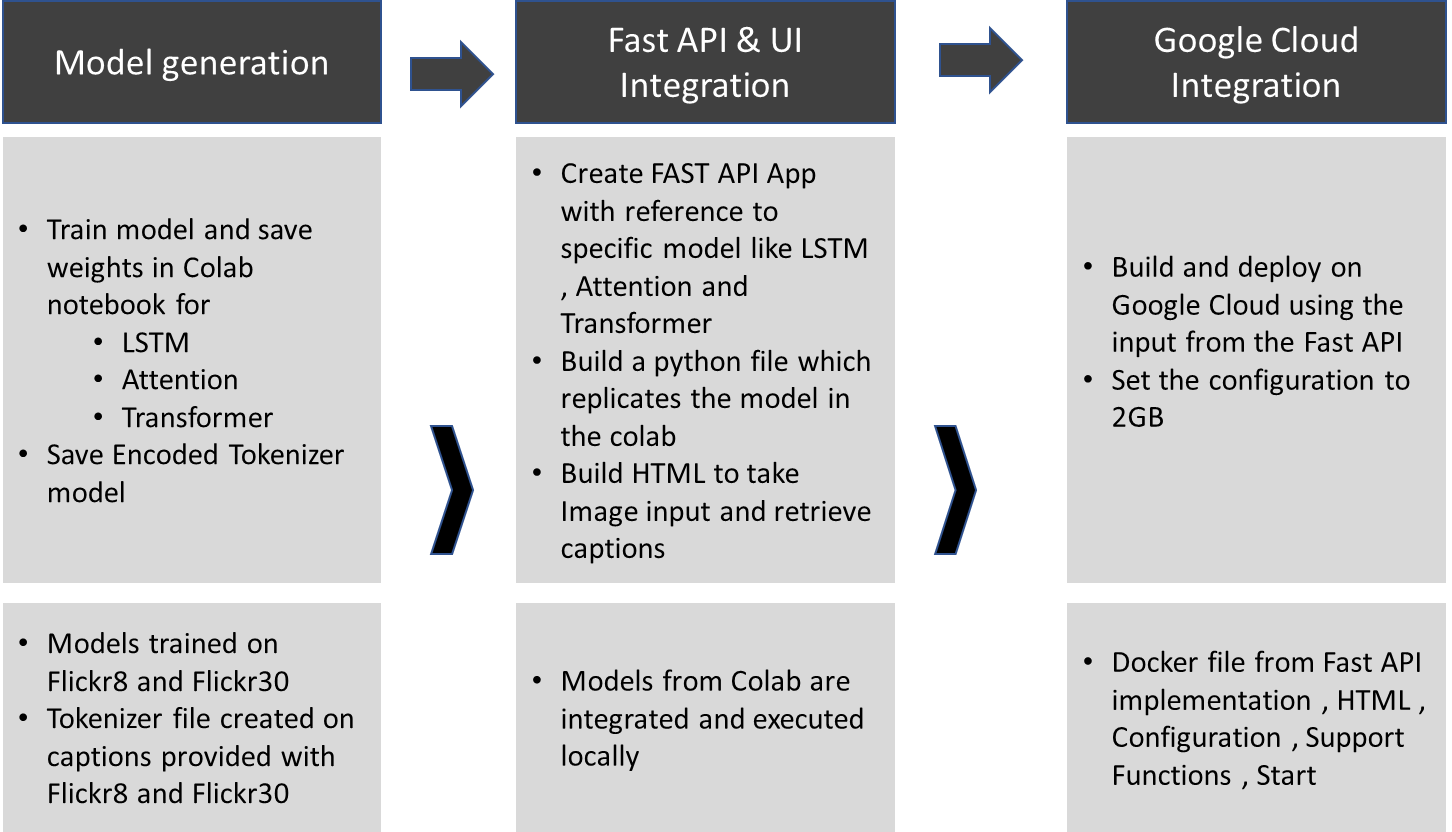 Model generation
Fast API & UI
Integration
Google Cloud
Integration
• Train model and save
weights in Colab
notebook for
• LSTM
• Attention
• Transformer
• Save Encoded Tokenizer
model
• Create FAST API App
with reference to
specific model like LSTM
, Attention and
Transformer
• Build a python file which
replicates the model in
the colab
• Build HTML to take
Image input and retrieve
captions
• Build and deploy on
Google Cloud using the
input from the Fast API
• Set the configuration to
2GB
• Models trained on
Flickr8 and Flickr30
• Tokenizer file created on
captions provided with
Flickr8 and Flickr30
• Models from Colab are
integrated and executed
locally
• Docker file from Fast API
implementation , HTML ,
Configuration , Support
Functions , Start